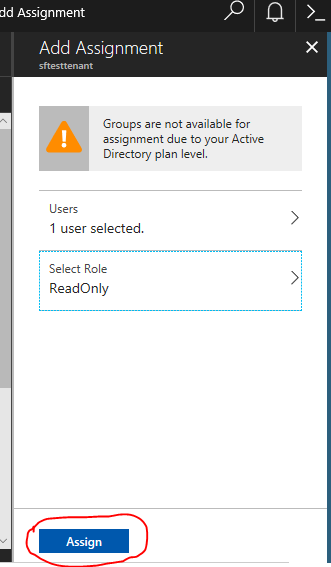 dd Assignment
Add Assignment
sftesttenant
Groups are not available for
assignment due to your Active
Directory plan level.
Users
1 user selected.
Select Role
ReadOnly
Assign